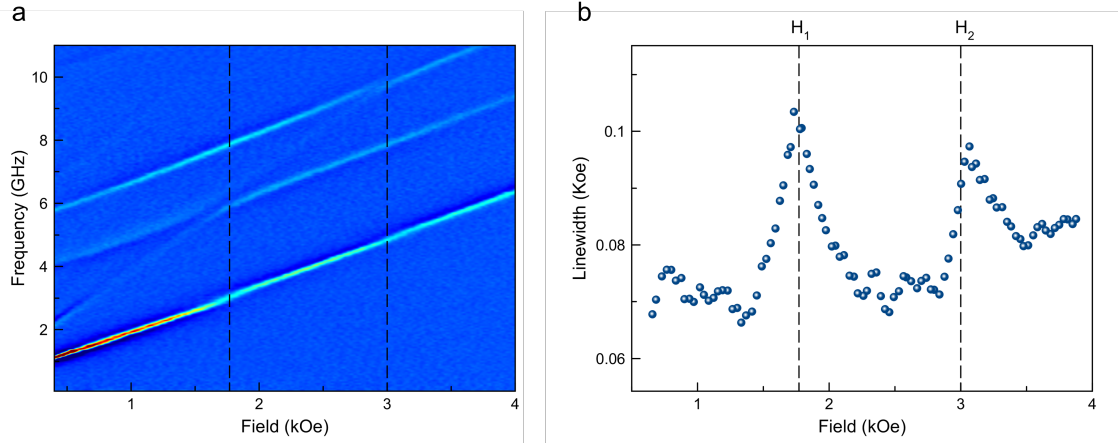 a
b
H1
H2
10
8
6
4
2
Frequency (GHz)
1
2
3
4
Field (kOe)
0.1
0.08
0.06
Linewidth (Koe)
1
2
3
4
Field (kOe)